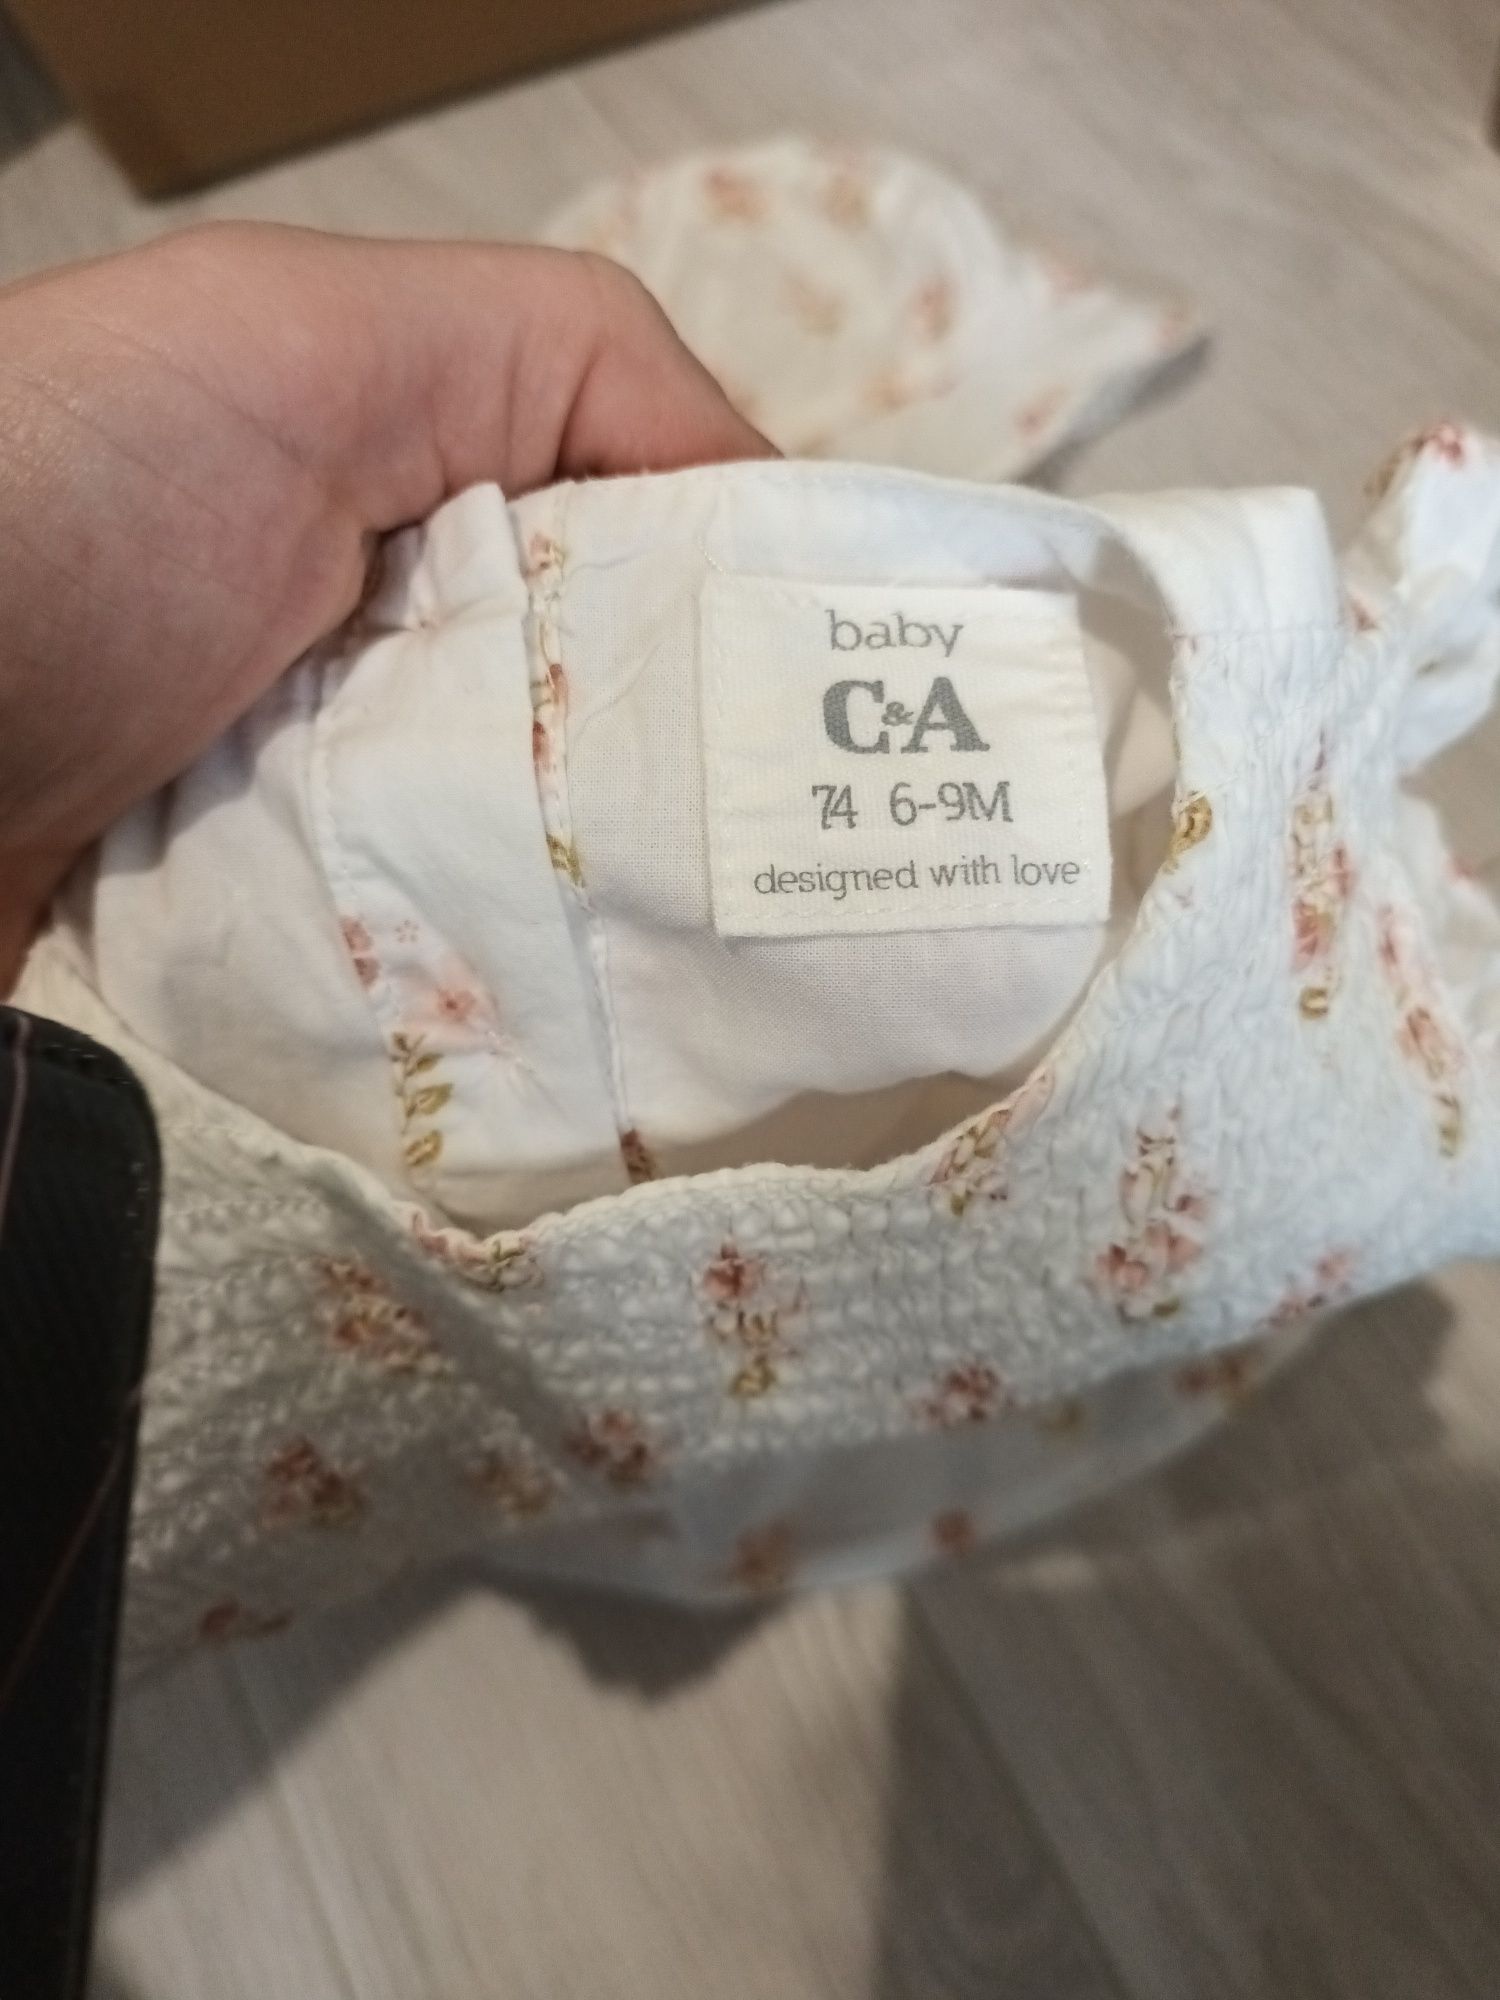 baby
C&A
74 6-9M
designed with love